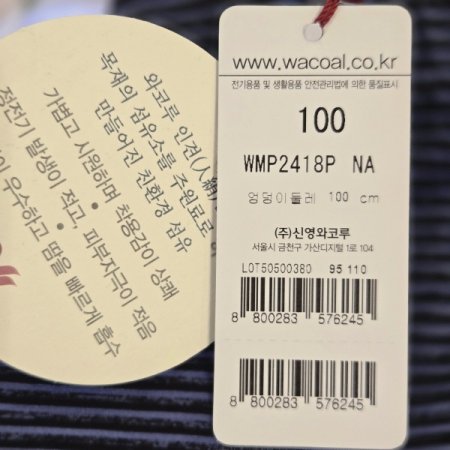 와코루 인견(人絹)
목재의 섬유소를 주원료로
만들어진 친환경 섬유
가볍고 시원하며 착용감이 상쾌
정전기 발생이 적고, 피부자극이 적음
우수하고 땀을 빠르게 흡수
www.wacoal.co.kr
전기용품 및 생활용품 안전관리법에 의한 품질표시
100
WMP2418P NA
엉덩이둘레 100 cm
(주)신영와코루
서울시 금천구 가산디지털 1로 104
LOT50500380 95 110
8 800283 576245
8 800283 576245